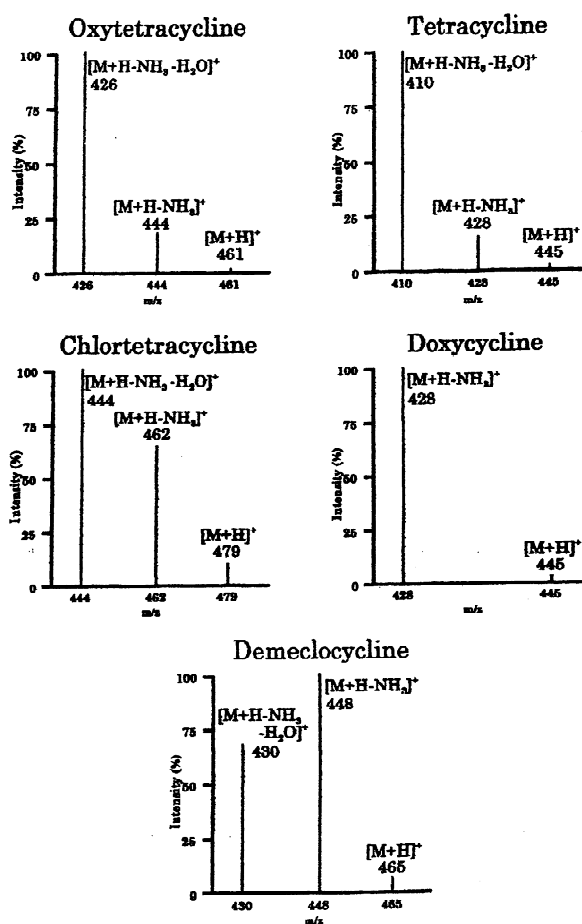 Oxytetracycline
100
75
50
25
0
Intensity (%)
[M+H-NH₃-H₂O]⁺
426
[M+H-NH₃]⁺
444
[M+H]⁺
461
426
444
461
m/z
Tetracycline
100
75
50
25
0
Intensity (%)
[M+H-NH₃-H₂O]⁺
410
[M+H-NH₃]⁺
428
[M+H]⁺
445
410
428
445
m/z
Chlortetracycline
100
75
50
25
0
Intensity (%)
[M+H-NH₃-H₂O]⁺
444
[M+H-NH₃]⁺
462
[M+H]⁺
479
444
462
479
m/z
Doxycycline
100
75
50
25
0
Intensity (%)
[M+H-NH₃]⁺
428
[M+H]⁺
445
428
445
m/z
Demeclocycline
100
75
50
25
0
Intensity (%)
[M+H-NH₃
-H₂O]⁺
430
[M+H-NH₃]⁺
448
[M+H]⁺
465
430
448
465
m/z